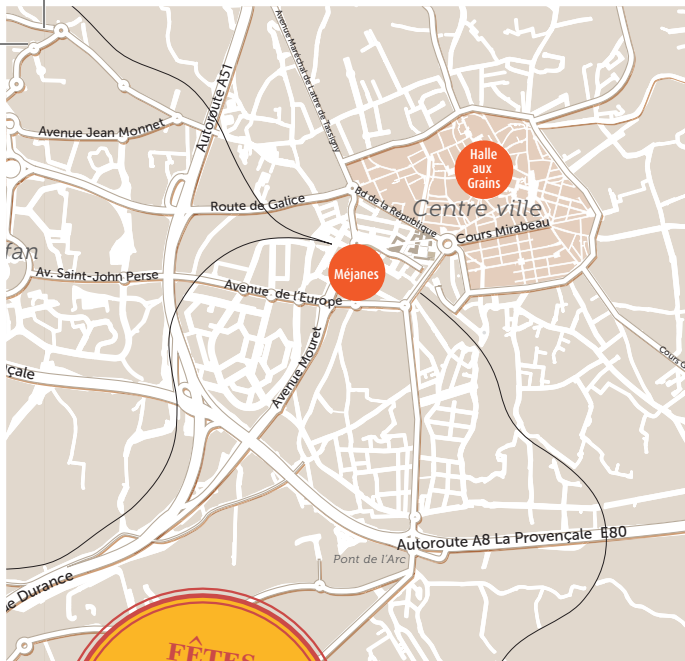 Avenue Maréchal de Lattre de Tassigny
Autoroute A51
Avenue Jean Monnet
Halle
aux
Grains
Route de Galice
Bd de la République
Centre ville
Cours Mirabeau
fan
Av. Saint-John Perse
Méjanes
Avenue de l'Europe
Avenue Mouret
Cours G
çale
Autoroute A8 La Provençale E80
Pont de l'Arc
e Durance
FÊTES